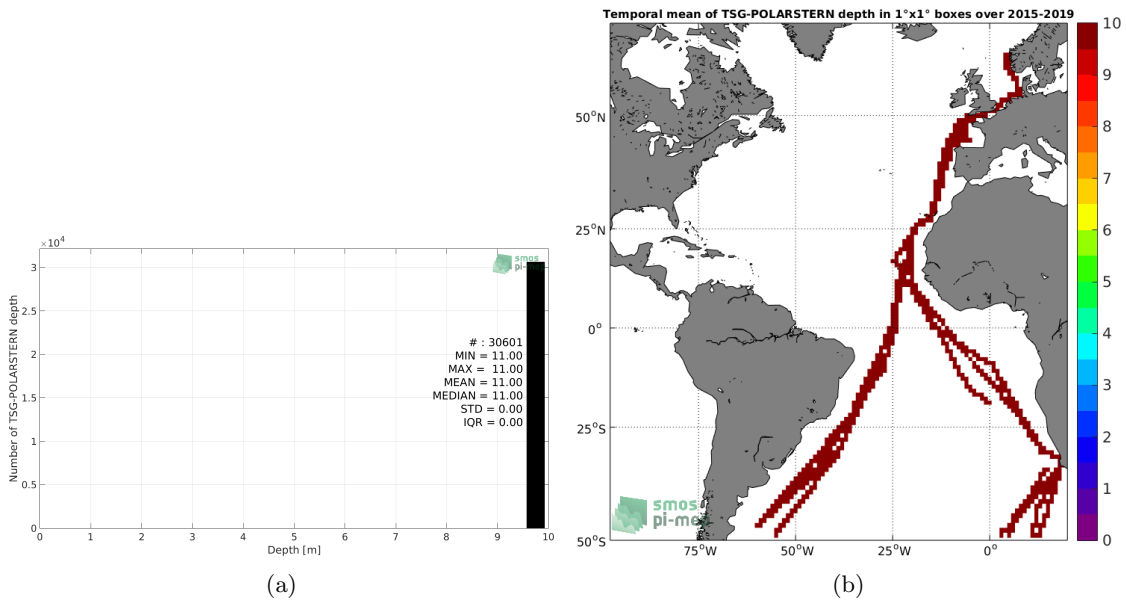 Temporal mean of TSG-POLARSTERN depth in 1°x1° boxes over 2015-2019
×10⁴
3
2.5
2
1.5
1
0.5
0
Number of TSG-POLARSTERN depth
smos
pi-mep
# : 30601
MIN = 11.00
MAX = 11.00
MEAN = 11.00
MEDIAN = 11.00
STD = 0.00
IQR = 0.00
0 1 2 3 4 5 6 7 8 9 10
Depth [m]
(a)
50°N
25°N
0°
25°S
50°S
75°W 50°W 25°W 0°
smos
pi-mep
10
9
8
7
6
5
4
3
2
1
0
(b)